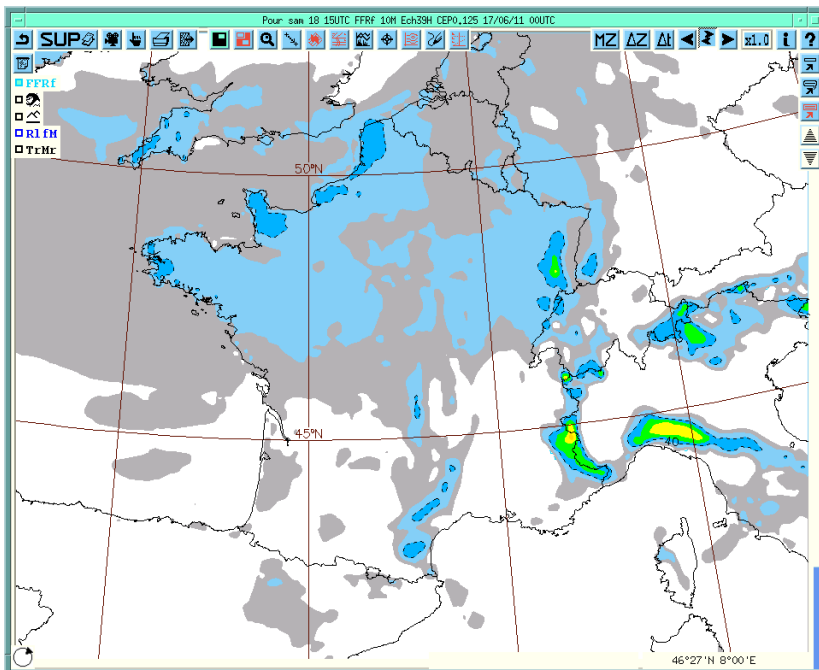 Pour sam 18 15UTC FFRf 10M Ech39H CEP0,125 17/06/11 00UTC
SUP MZ ΔZ Δt x1.0 i ?
FFRf
RlfM
TrMr
50°N
45°N
40
46°27'N 8°00'E